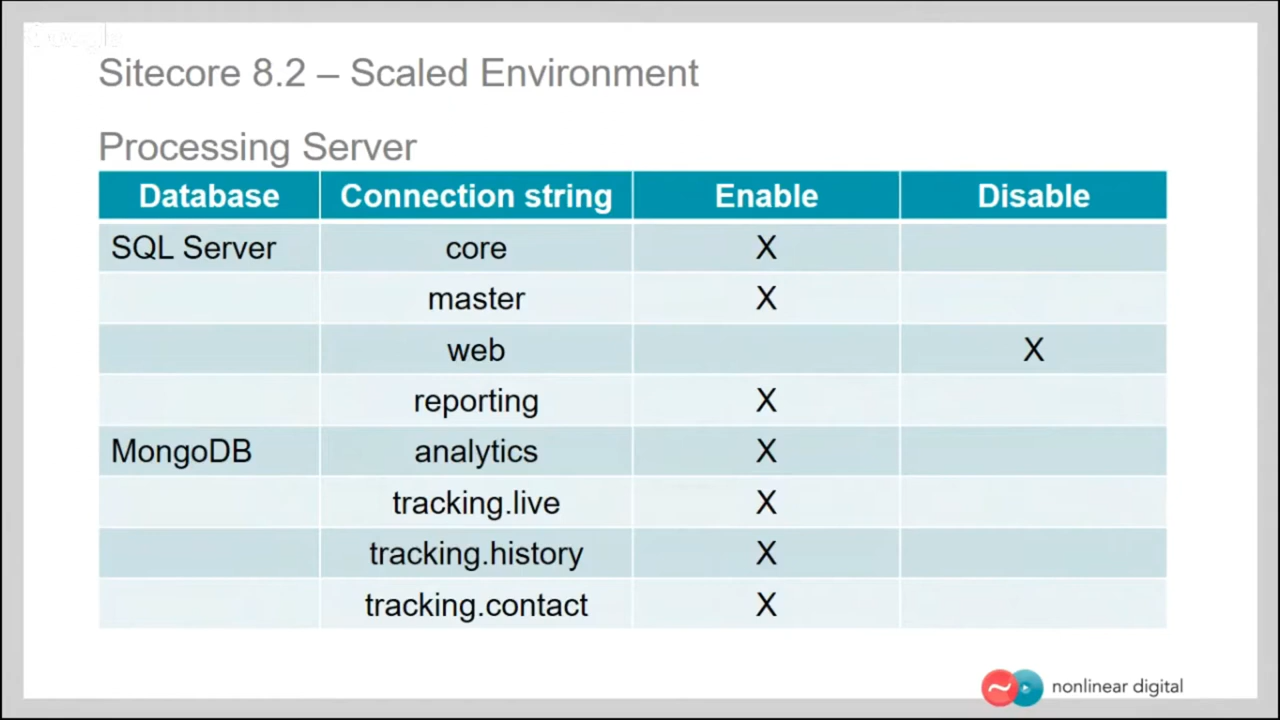 Google
Sitecore 8.2 – Scaled Environment
Processing Server
Database Connection string Enable Disable
SQL Server core X
master X
web X
reporting X
MongoDB analytics X
tracking.live X
tracking.history X
tracking.contact X
nonlinear digital